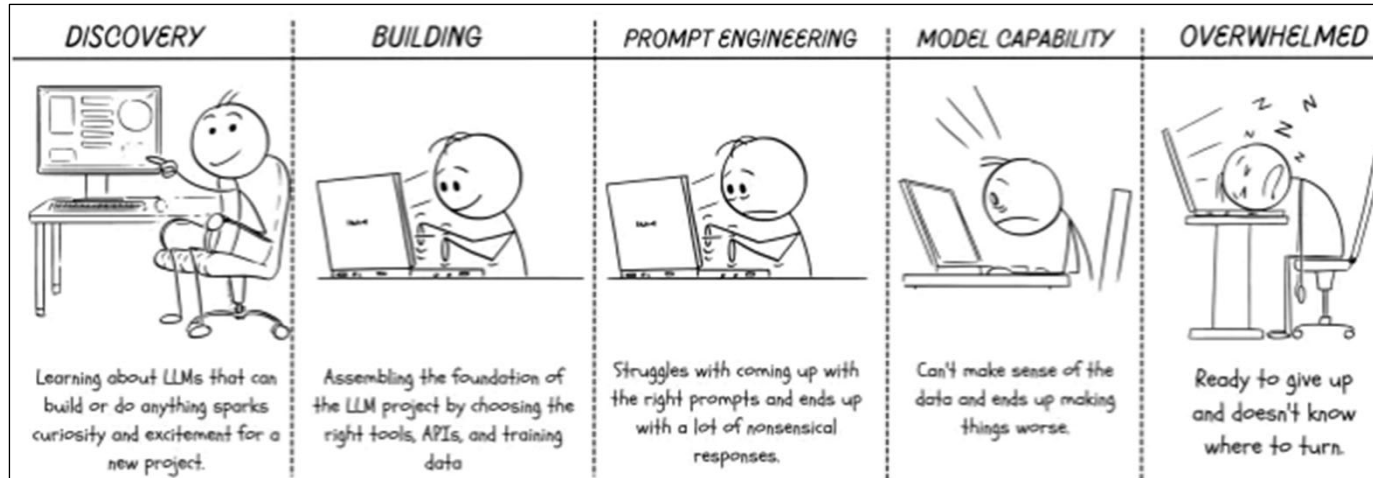 DISCOVERY
BUILDING
PROMPT ENGINEERING
MODEL CAPABILITY
OVERWHELMED
Z N
Z
N Z
Learning about LLMs that can
build or do anything sparks
curiosity and excitement for a
new project.
Assembling the foundation of
the LLM project by choosing the
right tools, APIs, and training
data
Struggles with coming up with
the right prompts and ends up
with a lot of nonsensical
responses.
Can't make sense of the
data and ends up making
things worse.
Ready to give up
and doesn't know
where to turn.